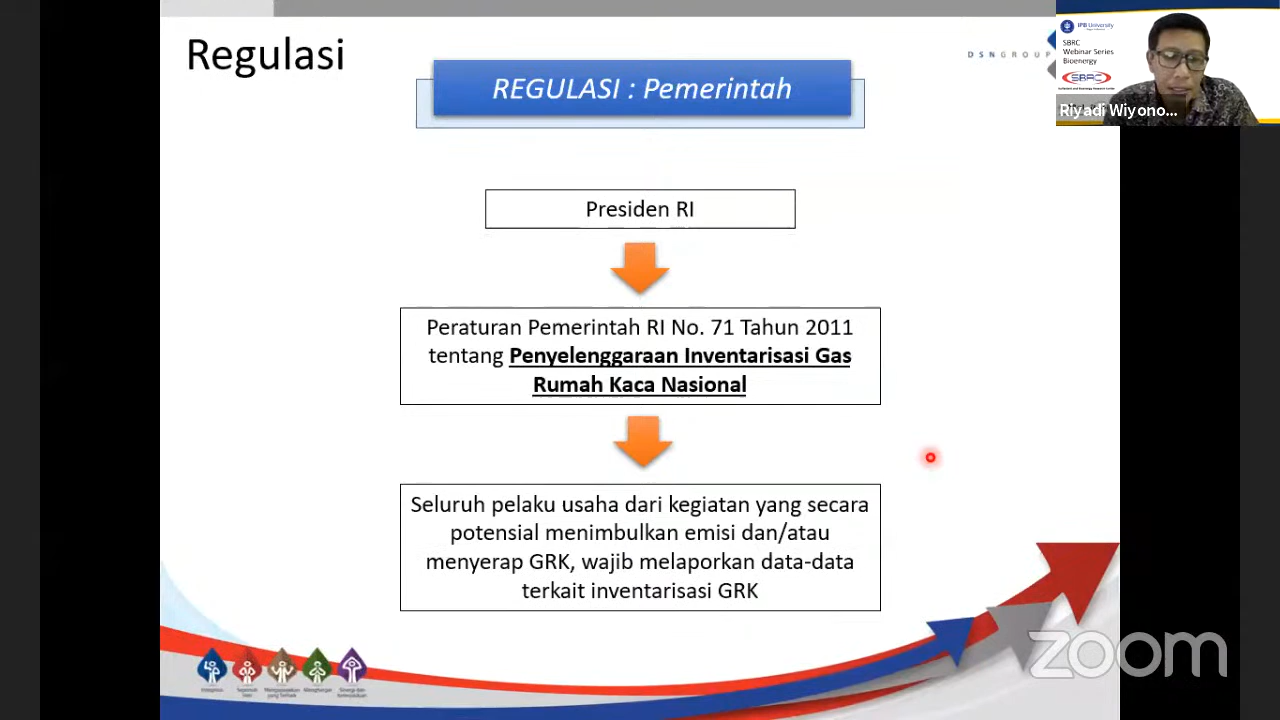 Regulasi
DSNGROUP
REGULASI : Pemerintah
IPB University
SBRC
Webinar Series
Bioenergy
SBRC
Riyadi Wiyono...
Presiden RI
Peraturan Pemerintah RI No. 71 Tahun 2011
tentang Penyelenggaraan Inventarisasi Gas
Rumah Kaca Nasional
Seluruh pelaku usaha dari kegiatan yang secara
potensial menimbulkan emisi dan/atau
menyerap GRK, wajib melaporkan data-data
terkait inventarisasi GRK
zoom